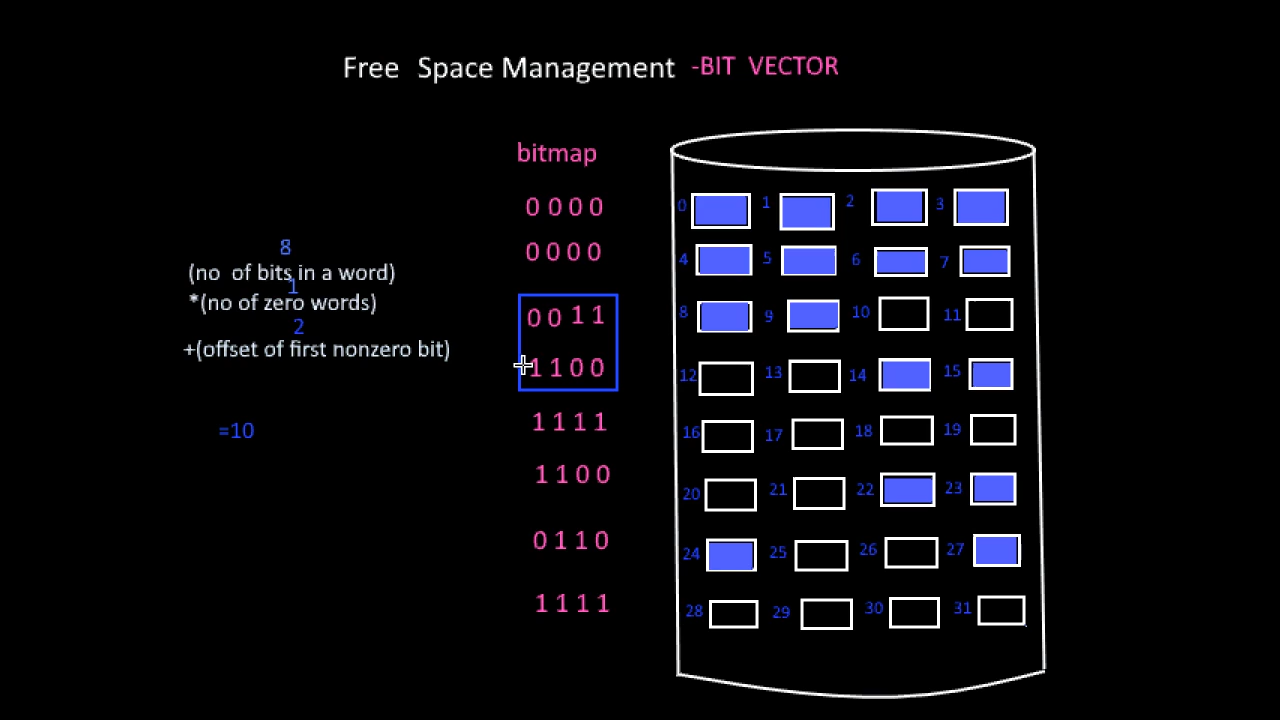 Free Space Management -BIT VECTOR
bitmap
0 0 0 0
0 0 0 0
0 0 1 1
1 1 0 0
1 1 1 1
1 1 0 0
0 1 1 0
1 1 1 1
8
(no of bits in a word)
1
*(no of zero words)
2
+(offset of first nonzero bit)
=10
0 1 2 3
4 5 6 7
8 9 10 11
12 13 14 15
16 17 18 19
20 21 22 23
24 25 26 27
28 29 30 31